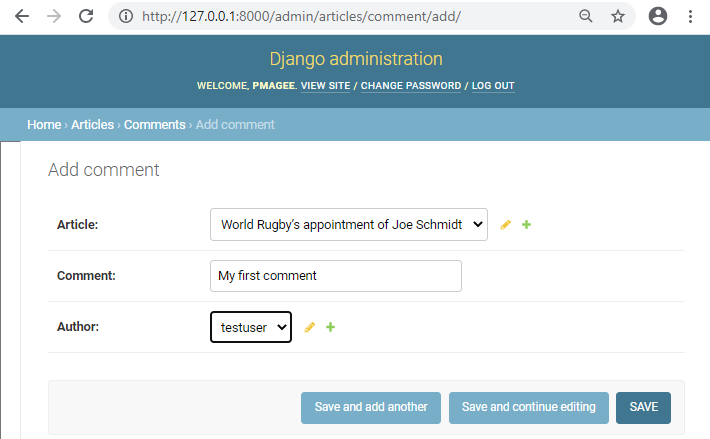 http://127.0.0.1:8000/admin/articles/comment/add/
Django administration
WELCOME, PMAGEE. VIEW SITE / CHANGE PASSWORD / LOG OUT
Home › Articles › Comments › Add comment
Add comment
Article: World Rugby’s appointment of Joe Schmidt
Comment: My first comment
Author: testuser
Save and add another Save and continue editing SAVE